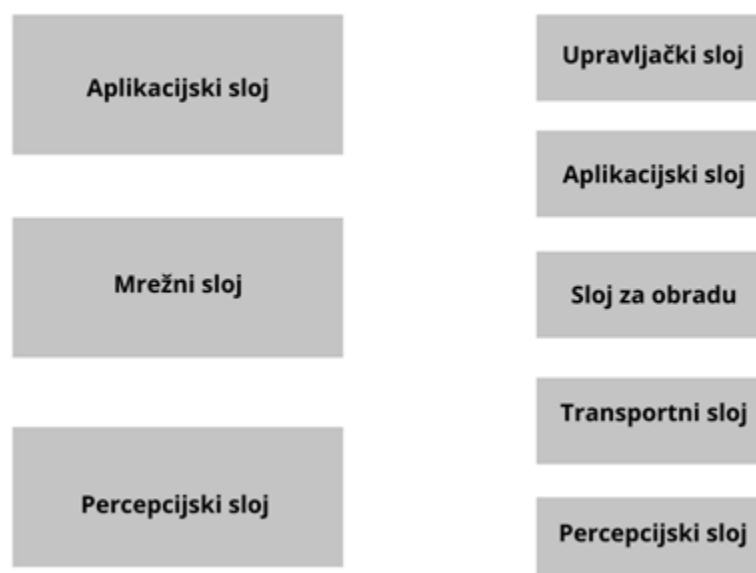 Aplikacijski sloj
Mrežni sloj
Percepcijski sloj
Upravljački sloj
Aplikacijski sloj
Sloj za obradu
Transportni sloj
Percepcijski sloj